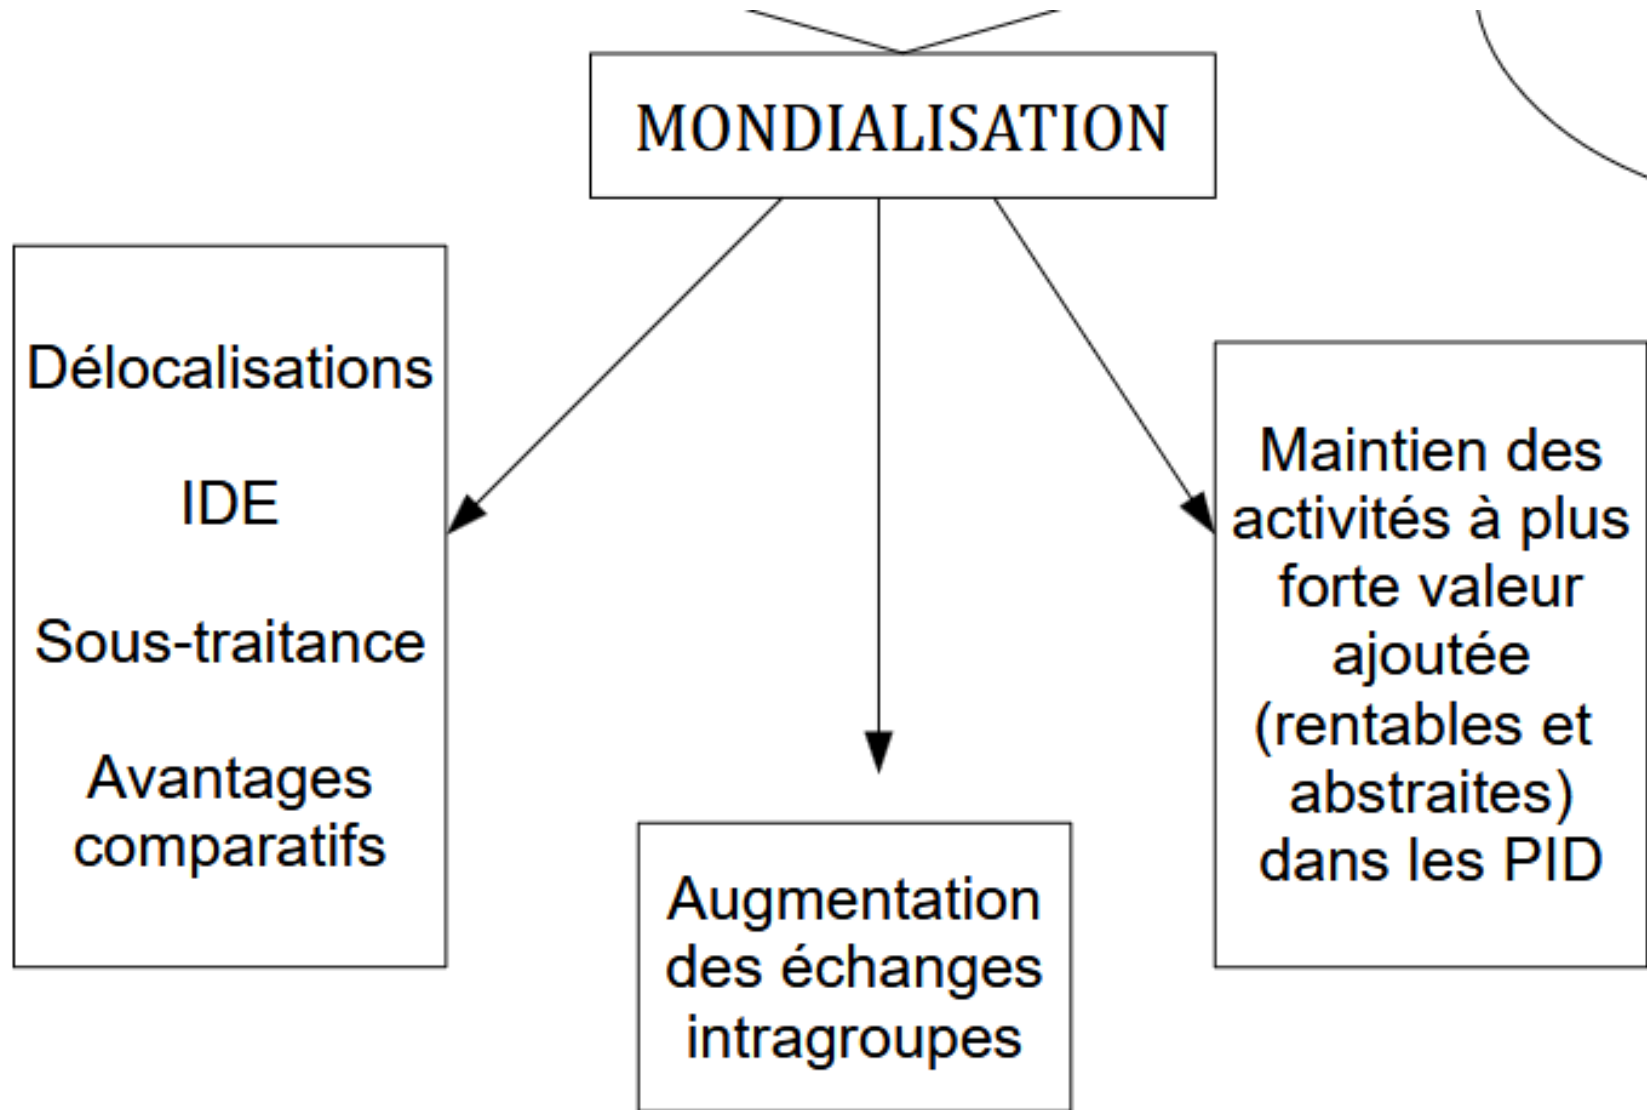 MONDIALISATION
Délocalisations
IDE
Sous-traitance
Avantages
comparatifs
Augmentation
des échanges
intragroupes
Maintien des
activités à plus
forte valeur
ajoutée
(rentables et
abstraites)
dans les PID